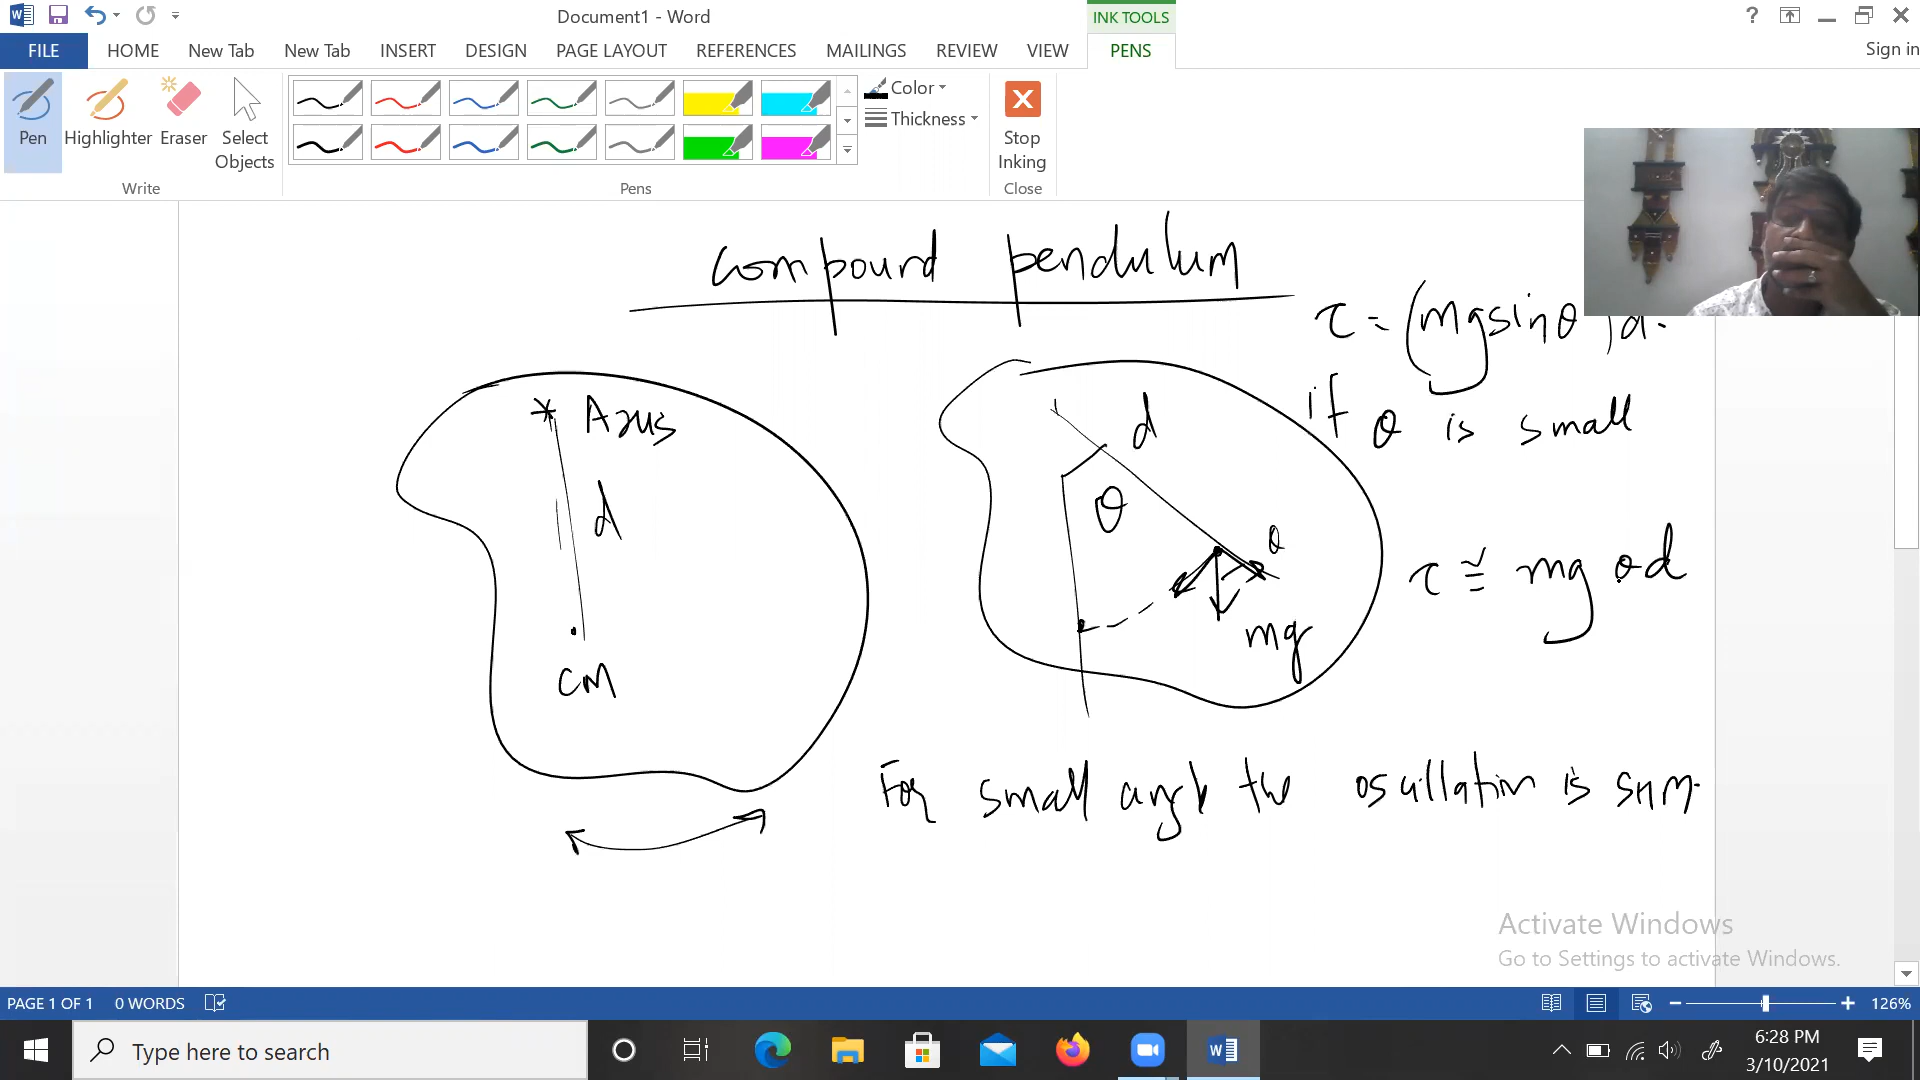 Document1 - Word
INK TOOLS
FILE HOME New Tab New Tab INSERT DESIGN PAGE LAYOUT REFERENCES MAILINGS REVIEW VIEW PENS
Sign in
Pen Highlighter Eraser Select Objects
Write
Pens
Color
Thickness
Stop Inking
Close
compound pendulum
τ = (mg sinθ) d.
if θ is small
Axis
d
CM
d
θ
θ
mg
τ ≅ mg θd
For small angle the oscillation is SHM.
Activate Windows
Go to Settings to activate Windows.
PAGE 1 OF 1 0 WORDS
126%
Type here to search
6:28 PM
3/10/2021